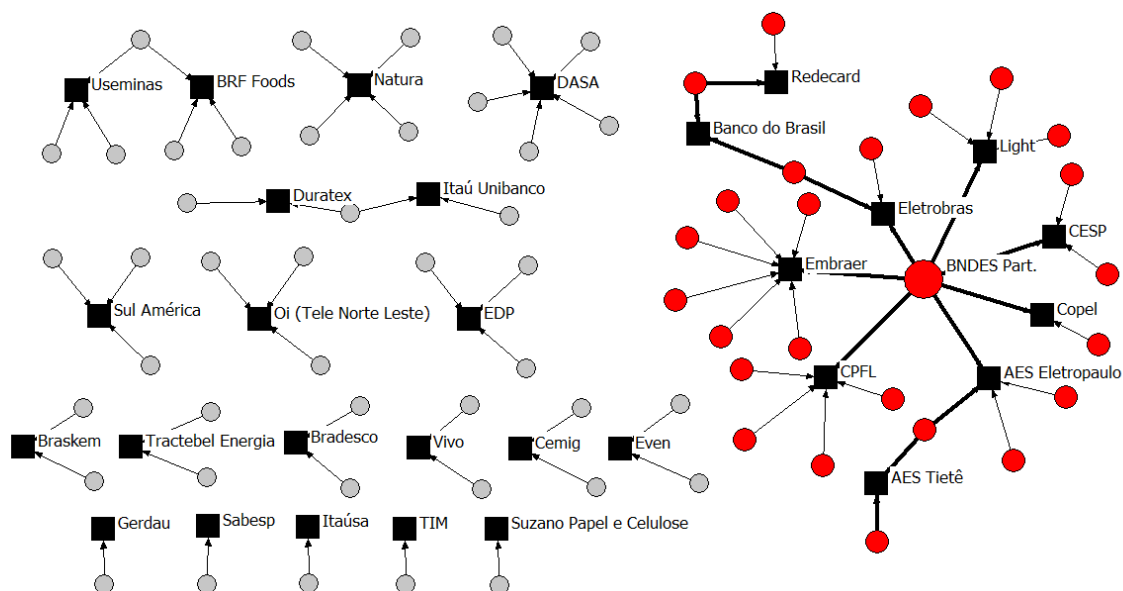 Useminas
BRF Foods
Natura
DASA
Redecard
Banco do Brasil
Light
Duratex
Itaú Unibanco
Eletrobras
CESP
Embraer
BNDES Part.
Sul América
Oi (Tele Norte Leste)
EDP
Copel
CPFL
AES Eletropaulo
Braskem
Tractebel Energia
Bradesco
Vivo
Cemig
Even
AES Tietê
Gerdau
Sabesp
Itaúsa
TIM
Suzano Papel e Celulose